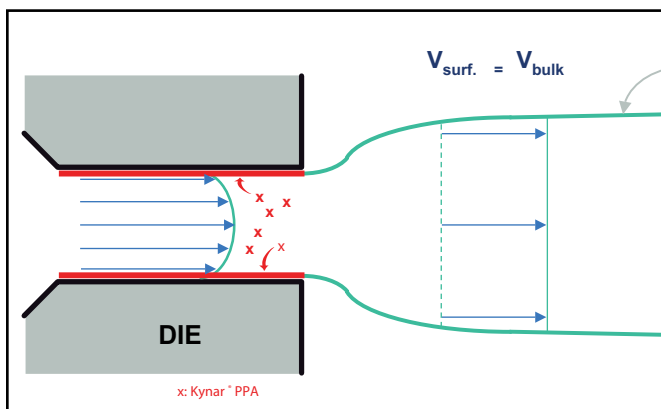 Vsurf. = Vbulk
x
x
x
x
x
x
DIE
x: Kynar® PPA